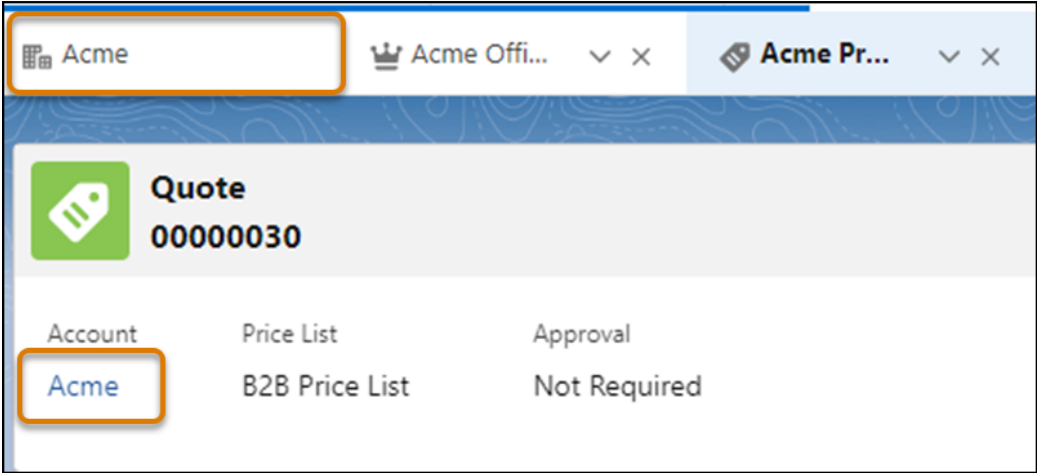 Acme
Acme Offi...
Acme Pr...
Quote
00000030
Account Price List Approval
Acme B2B Price List Not Required